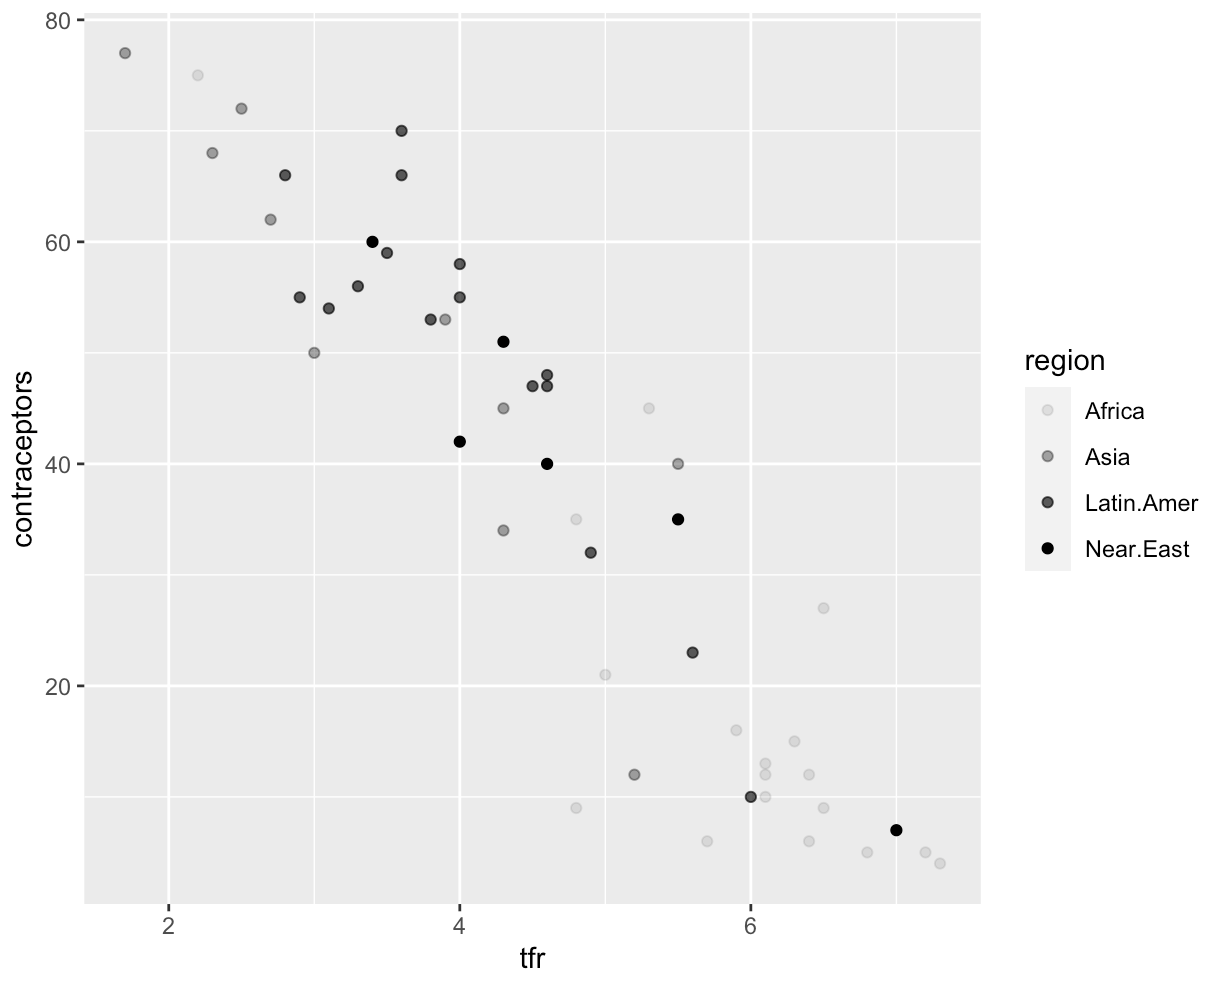 80
60
40
20
contraceptors
2 4 6
tfr
region
Africa
Asia
Latin.Amer
Near.East